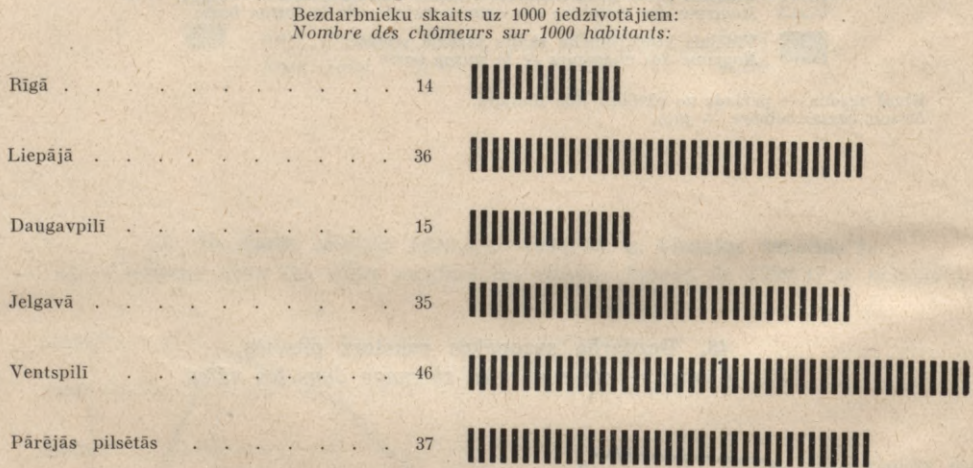 Bezdarbnieku skaits uz 1000 iedzīvotājiem:
Nombre des chômeurs sur 1000 habitants:
Rīgā . . . . . . . . . . . . 14
Liepājā . . . . . . . . . . . 36
Daugavpilī . . . . . . . . . . 15
Jelgavā . . . . . . . . . . . 35
Ventspilī . . . . . . . . . . 46
Pārējās pilsētās . . . . . . . 37